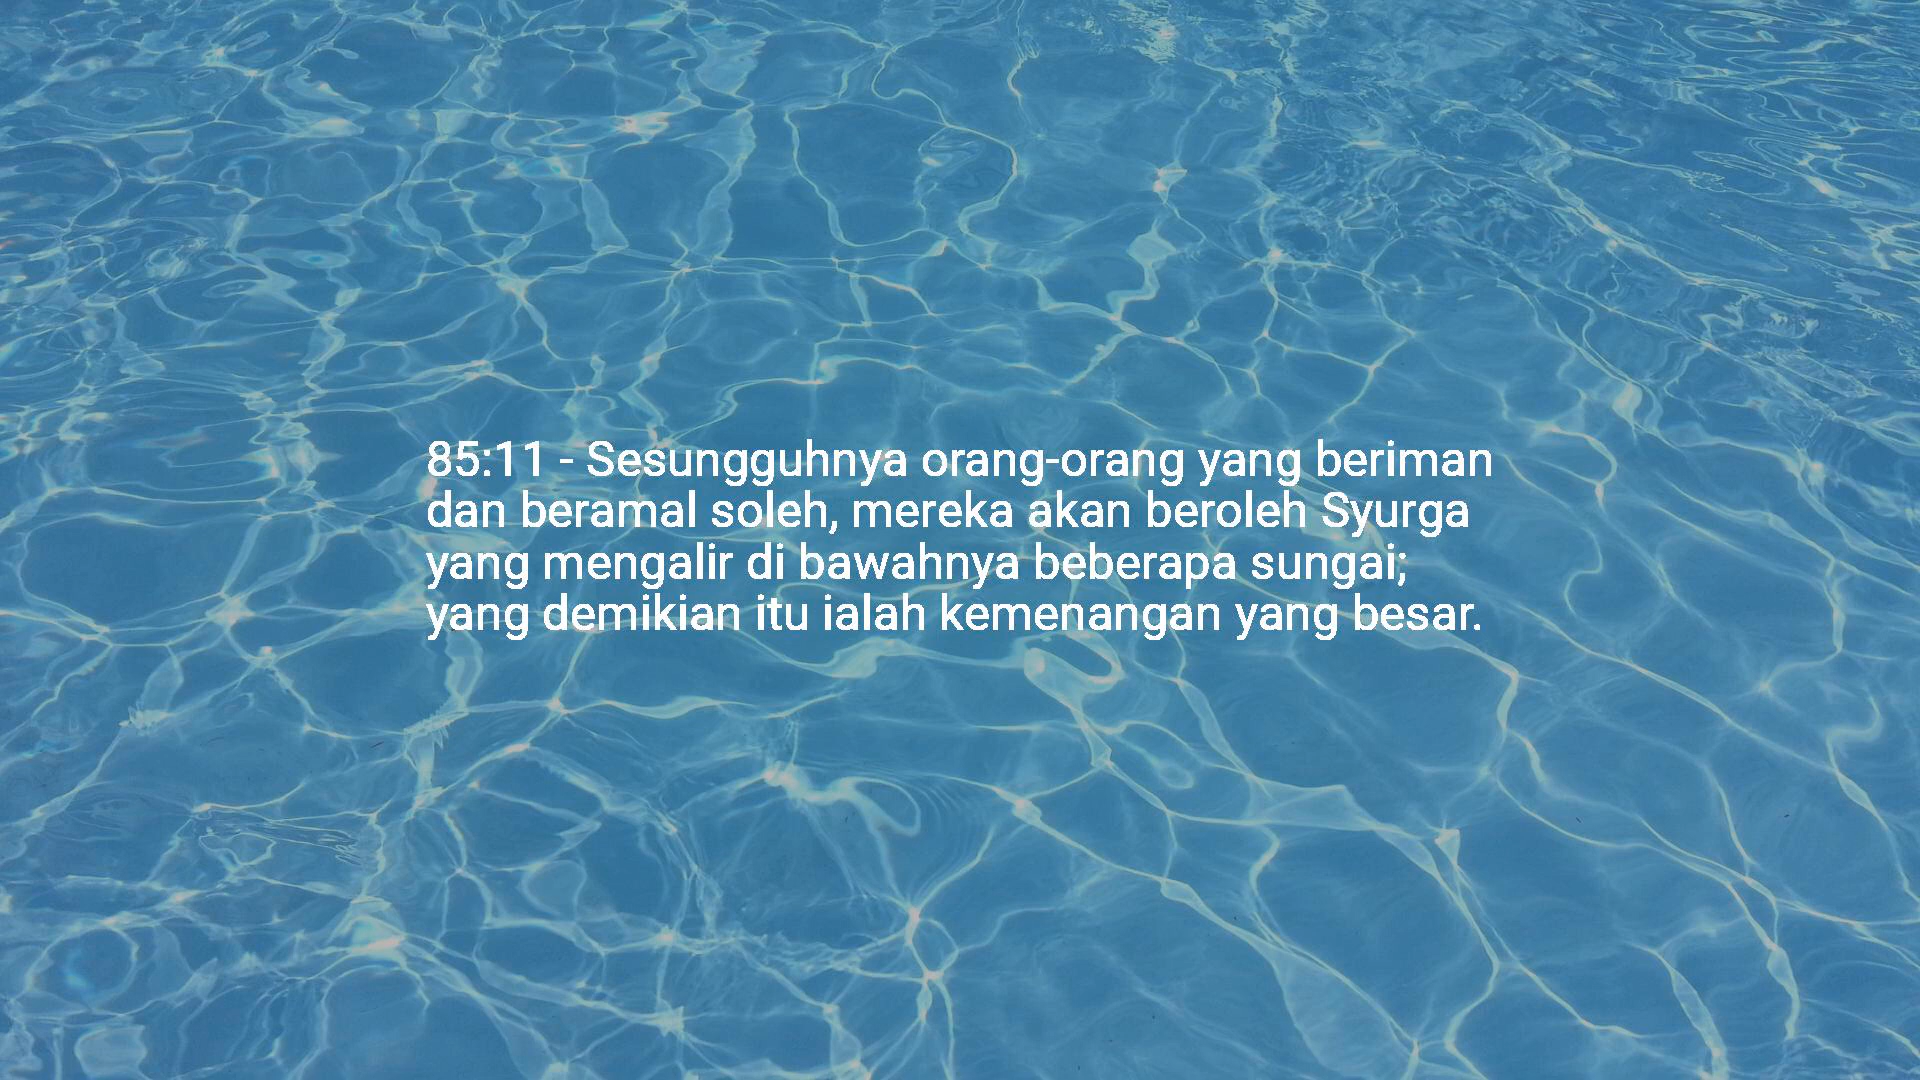 85:11 - Sesungguhnya orang-orang yang beriman
dan beramal soleh, mereka akan beroleh Syurga
yang mengalir di bawahnya beberapa sungai;
yang demikian itu ialah kemenangan yang besar.